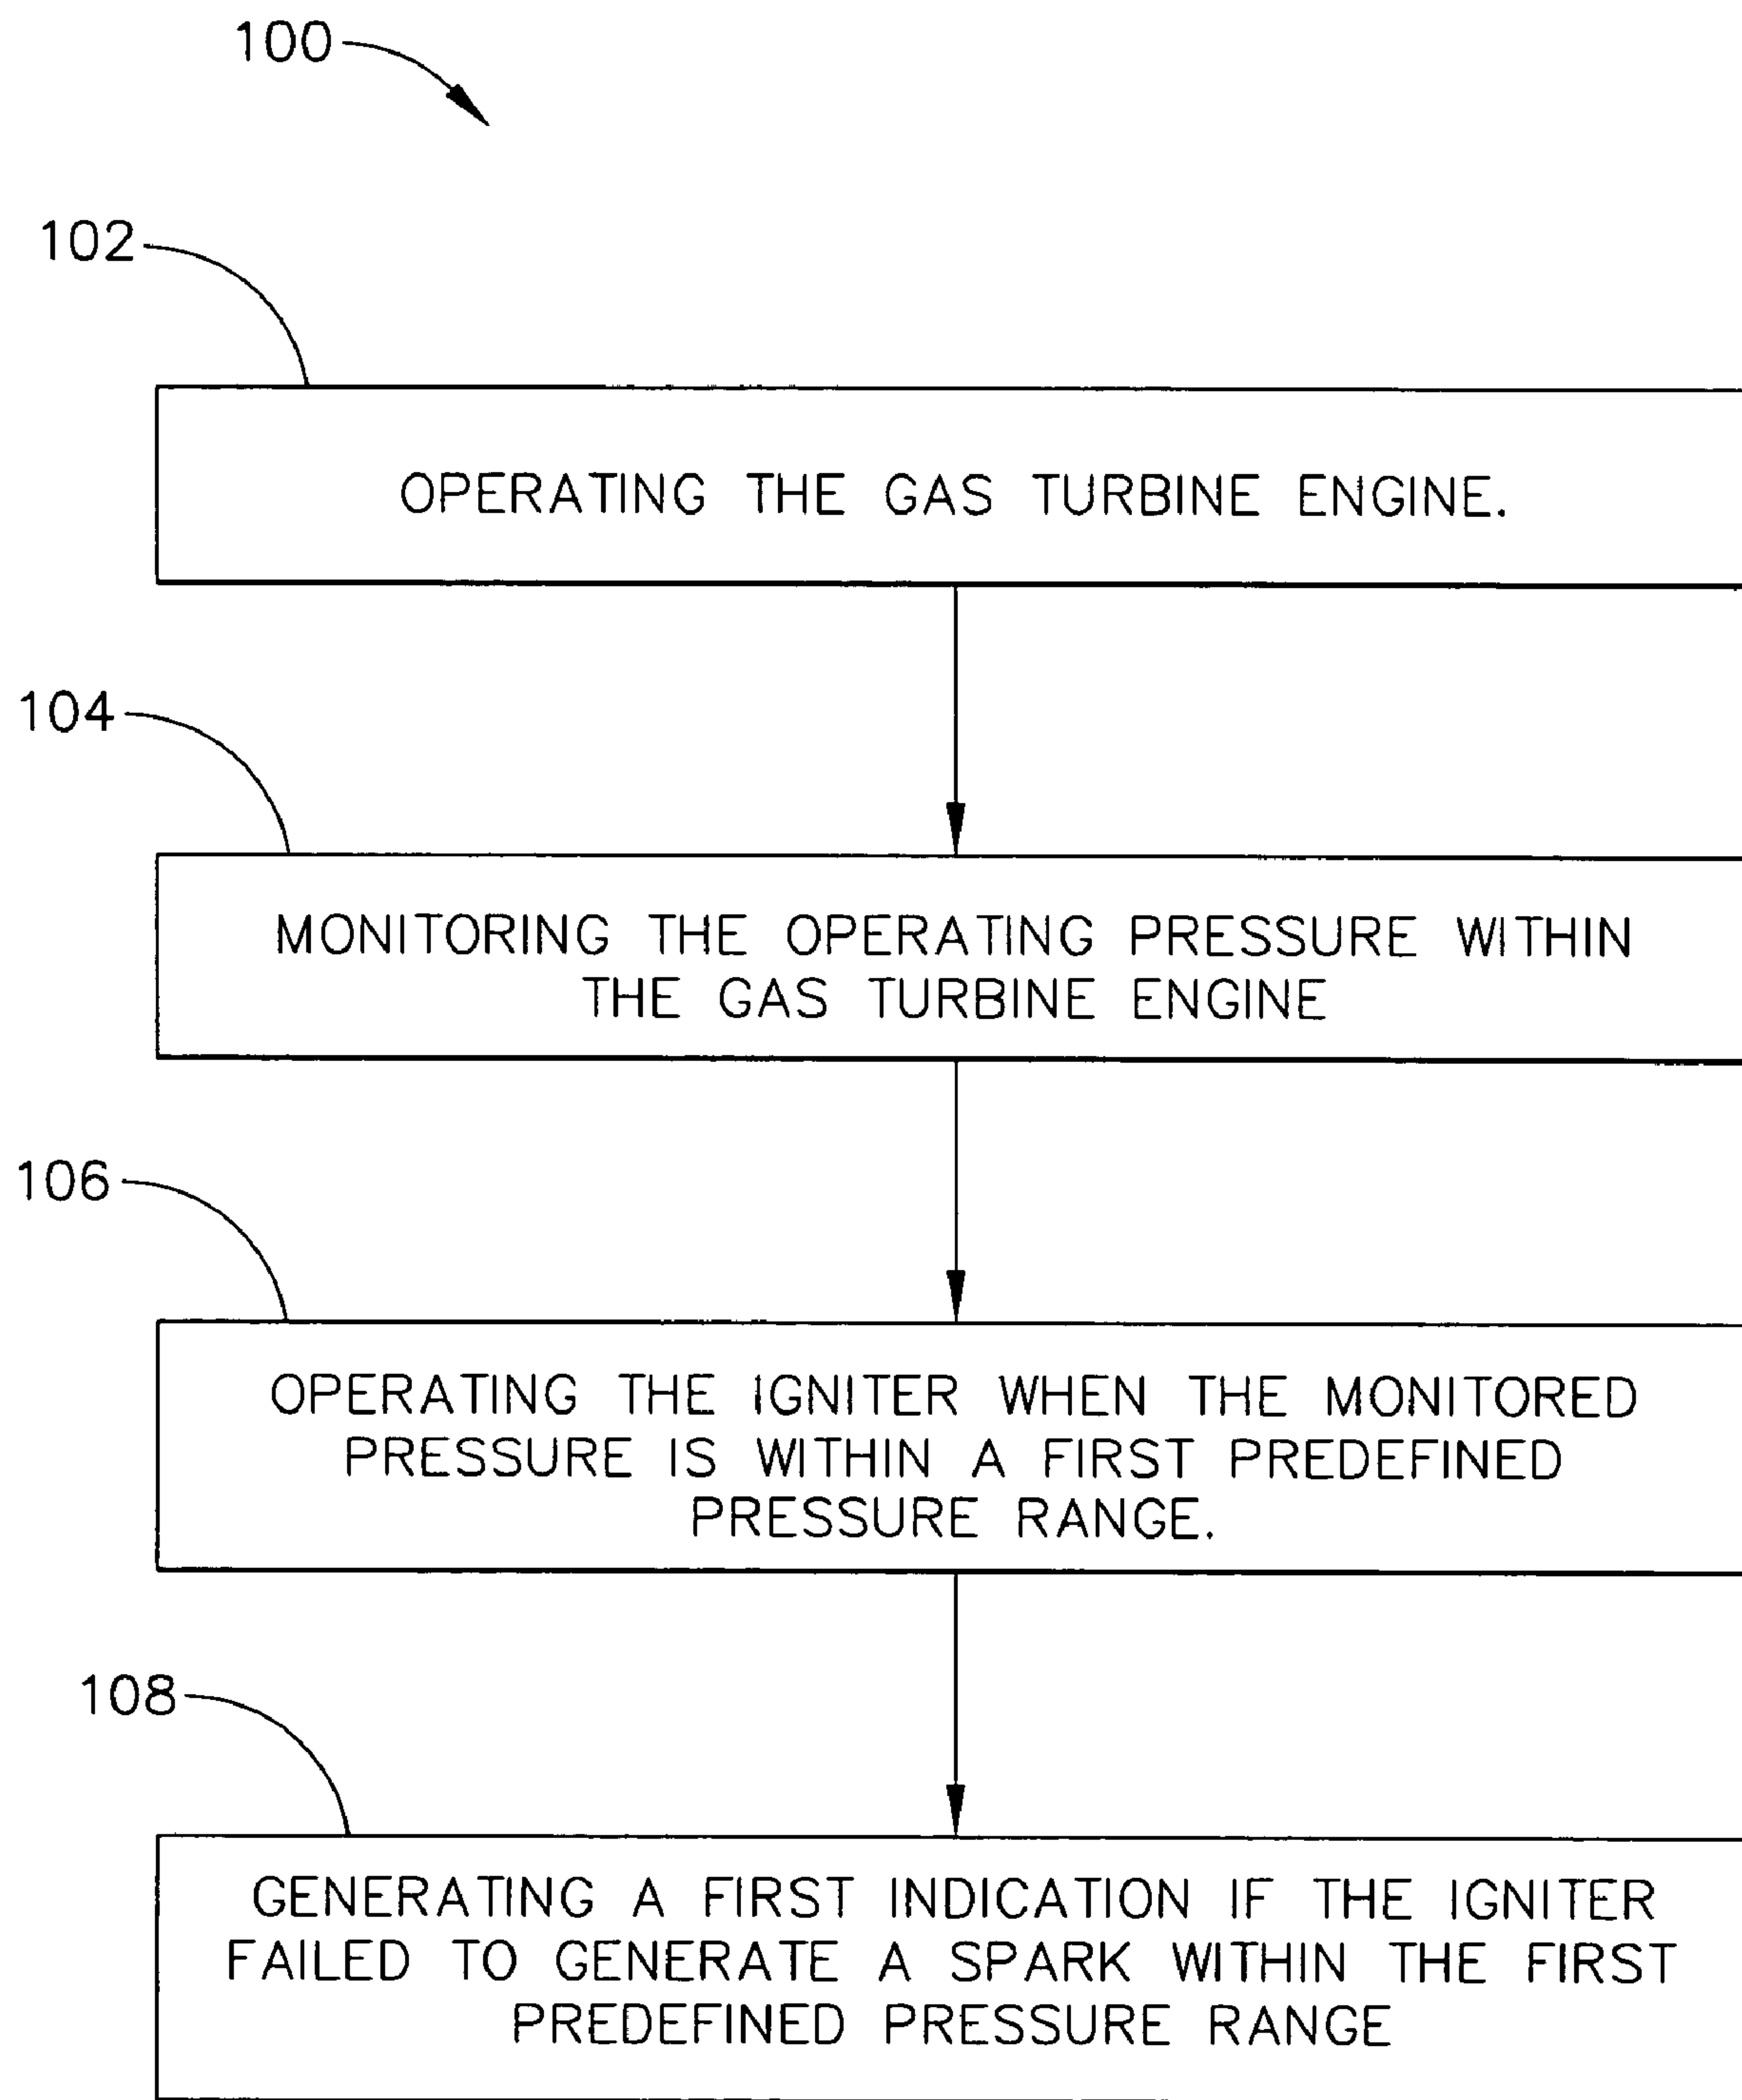 100
102
OPERATING THE GAS TURBINE ENGINE.
104
MONITORING THE OPERATING PRESSURE WITHIN
THE GAS TURBINE ENGINE
106
OPERATING THE IGNITER WHEN THE MONITORED
PRESSURE IS WITHIN A FIRST PREDEFINED
PRESSURE RANGE.
108
GENERATING A FIRST INDICATION IF THE IGNITER
FAILED TO GENERATE A SPARK WITHIN THE FIRST
PREDEFINED PRESSURE RANGE